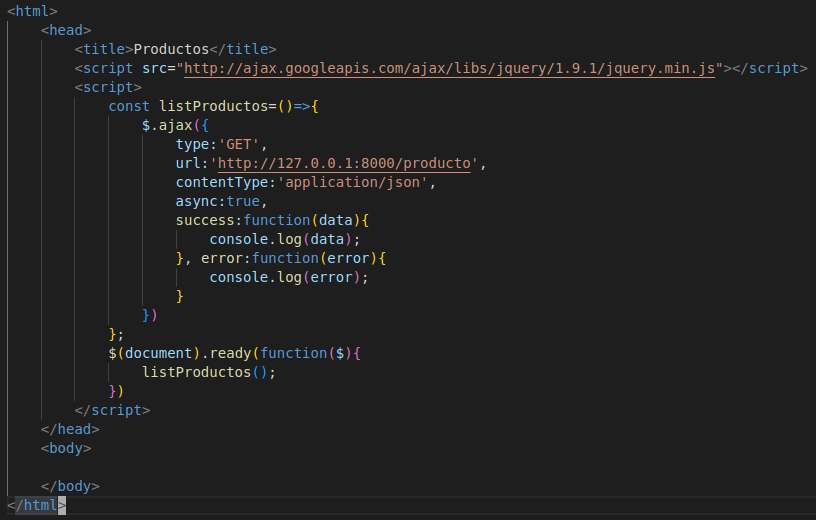 <html>
<head>
<title>Productos</title>
<script src="http://ajax.googleapis.com/ajax/libs/jquery/1.9.1/jquery.min.js"></script>
<script>
const listProductos=()=>{
$.ajax({
type:'GET',
url:'http://127.0.0.1:8000/producto',
contentType:'application/json',
async:true,
success:function(data){
console.log(data);
}, error:function(error){
console.log(error);
}
})
};
$(document).ready(function($){
listProductos();
})
</script>
</head>
<body>
</body>
</html>